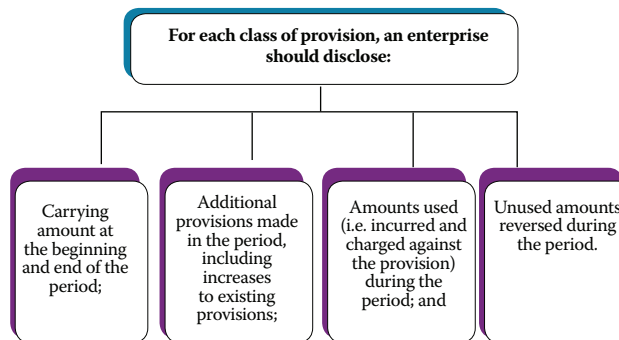 For each class of provision, an enterprise
should disclose:
Carrying
amount at
the beginning
and end of the
period;
Additional
provisions made
in the period,
including
increases
to existing
provisions;
Amounts used
(i.e. incurred and
charged against
the provision)
during the
period; and
Unused amounts
reversed during
the period.